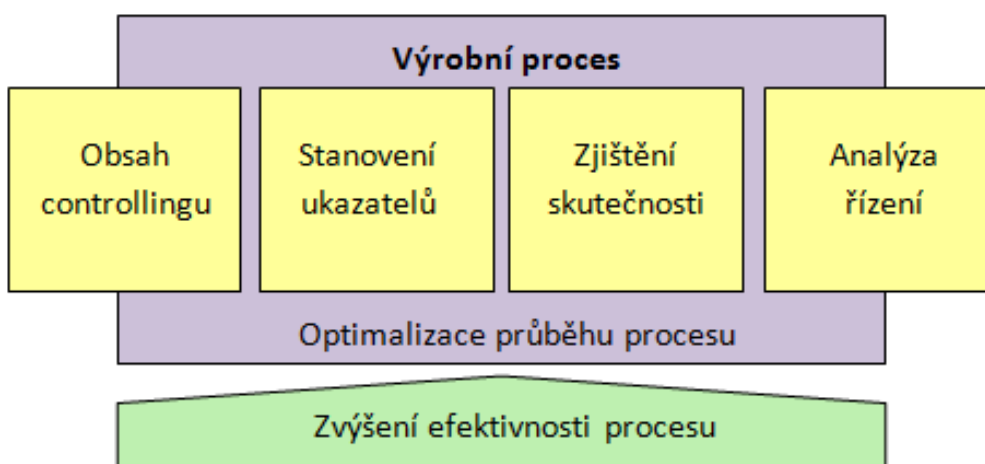 Výrobní proces
Obsah
controllingu
Stanovení
ukazatelů
Zjištění
skutečnosti
Analýza
řízení
Optimalizace průběhu procesu
Zvýšení efektivnosti procesu